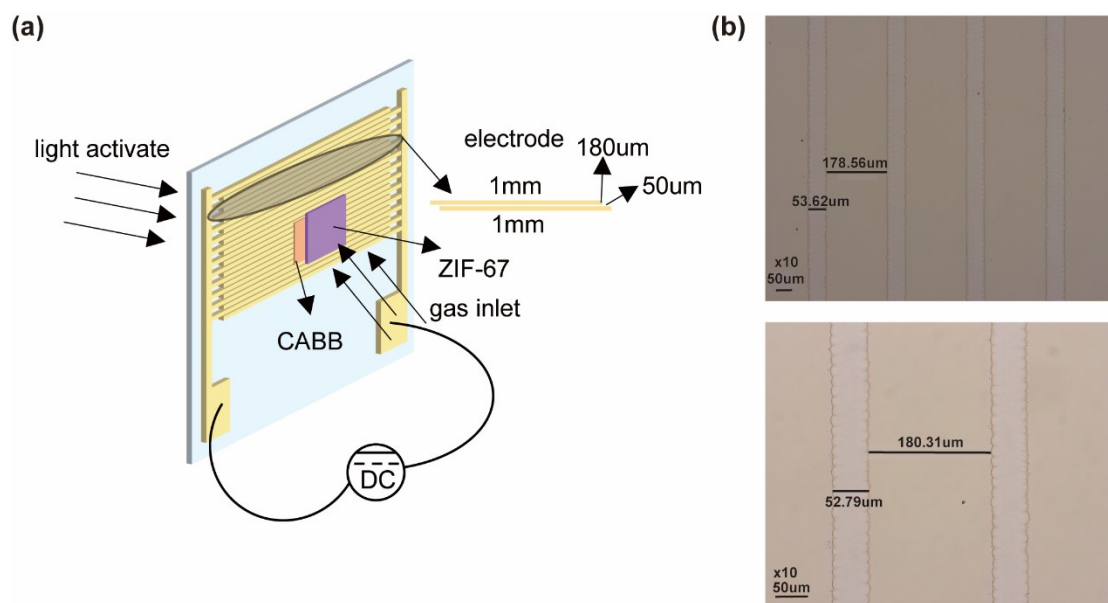 (a)
light activate
electrode
180um
1mm
50um
1mm
ZIF-67
gas inlet
CABB
DC
(b)
178.56um
53.62um
x10
50um
180.31um
52.79um
x10
50um